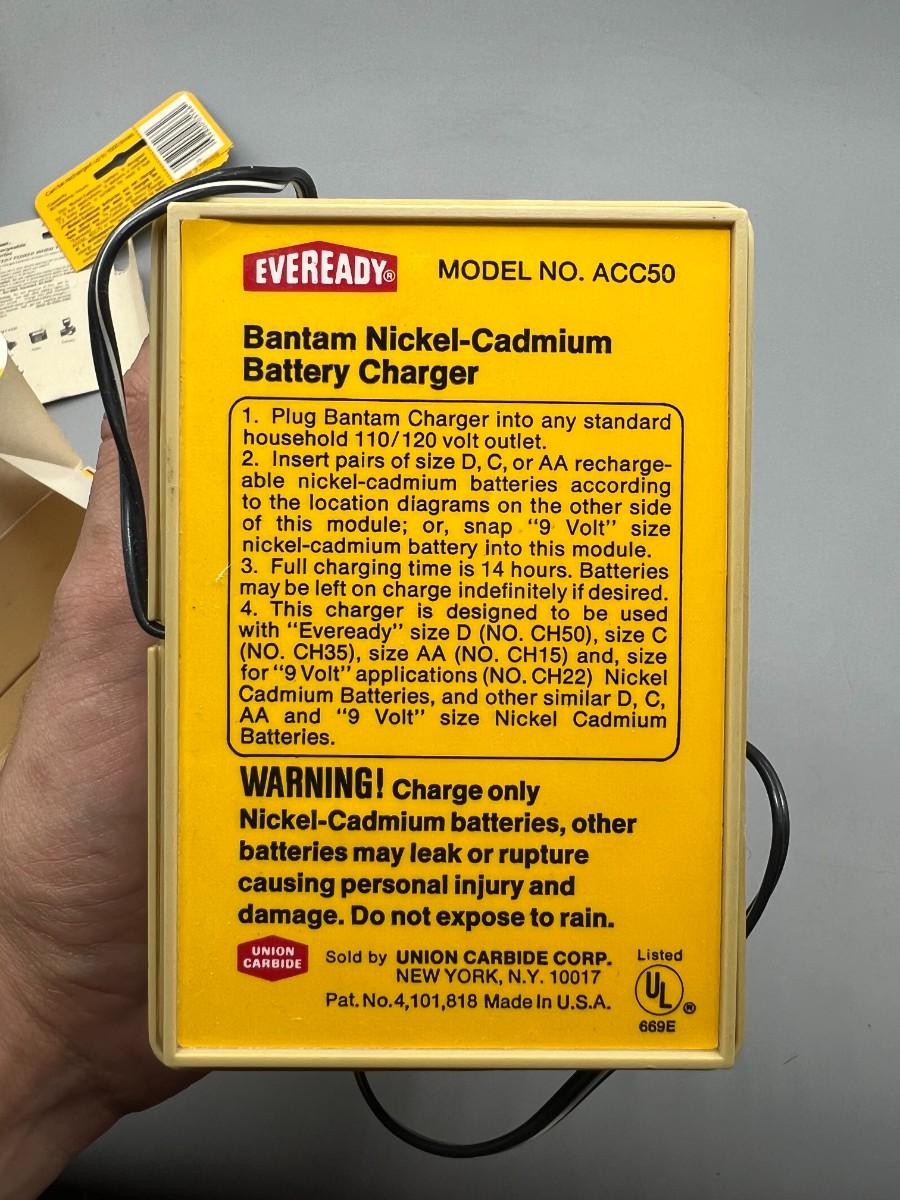 EVEREADY®
MODEL NO. ACC50
Bantam Nickel-Cadmium
Battery Charger
1. Plug Bantam Charger into any standard
household 110/120 volt outlet.
2. Insert pairs of size D, C, or AA recharge-
able nickel-cadmium batteries according
to the location diagrams on the other side
of this module; or, snap "9 Volt" size
nickel-cadmium battery into this module.
3. Full charging time is 14 hours. Batteries
may be left on charge indefinitely if desired.
4. This charger is designed to be used
with "Eveready" size D (NO. CH50), size C
(NO. CH35), size AA (NO. CH15) and, size
for "9 Volt" applications (NO. CH22) Nickel
Cadmium Batteries, and other similar D, C,
AA and "9 Volt" size Nickel Cadmium
Batteries.
WARNING! Charge only
Nickel-Cadmium batteries, other
batteries may leak or rupture
causing personal injury and
damage. Do not expose to rain.
UNION
CARBIDE
Sold by UNION CARBIDE CORP.
NEW YORK, N.Y. 10017
Pat. No. 4,101,818 Made In U.S.A.
Listed
UL®
669E